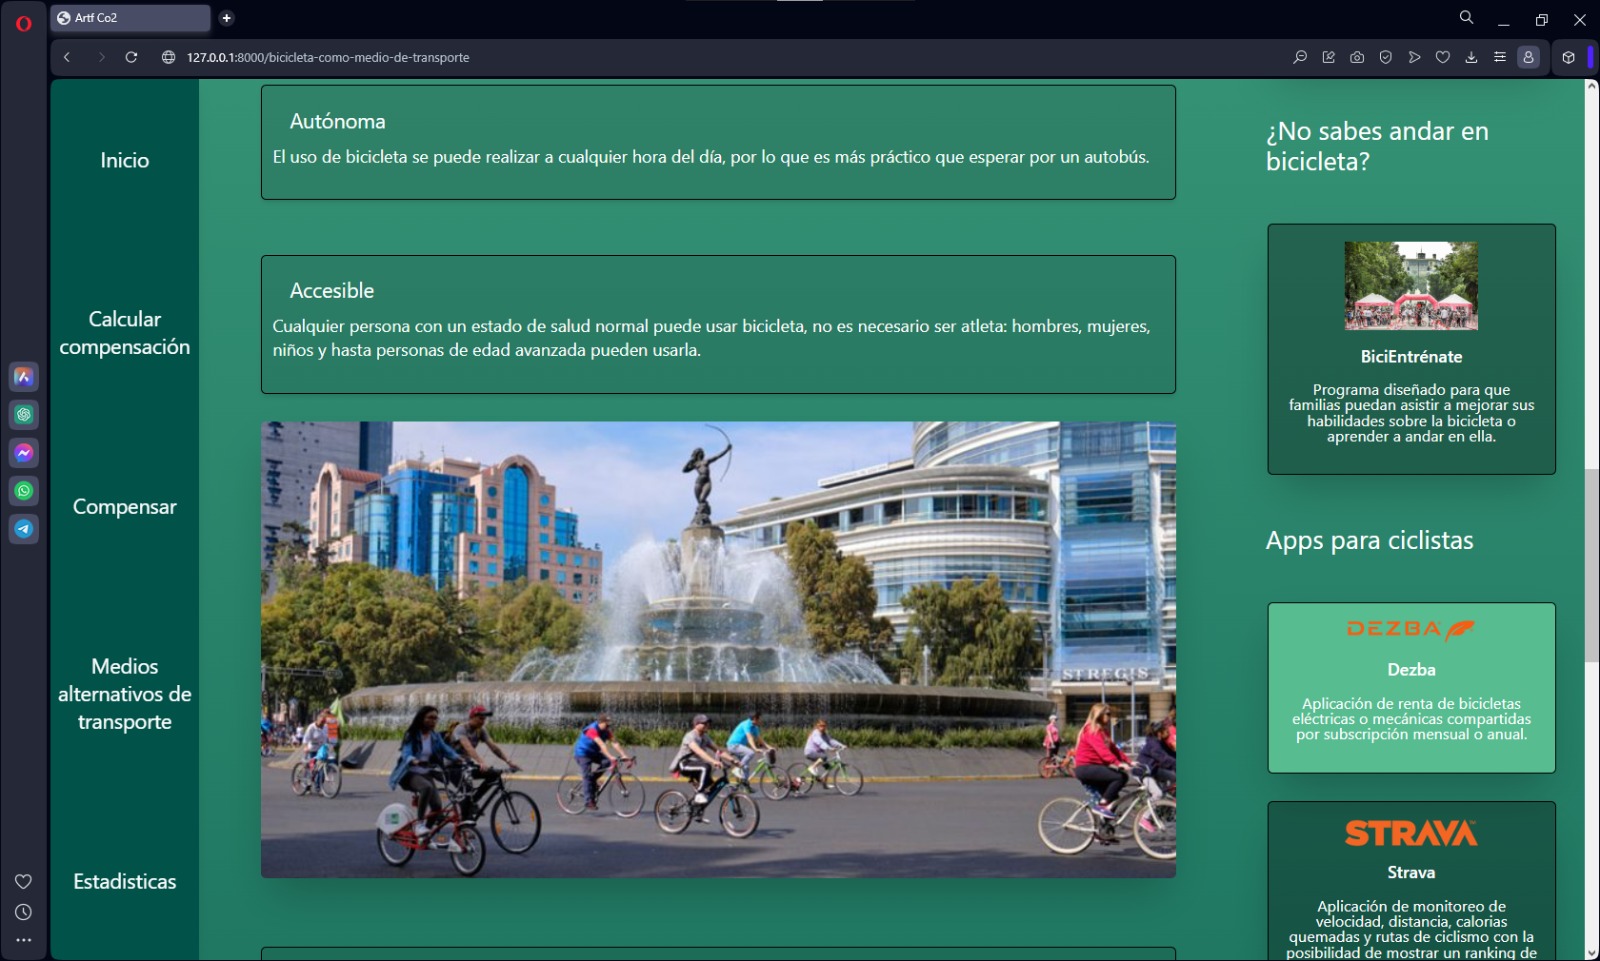 Artf Co2
127.0.0.1:8000/bicicleta-como-medio-de-transporte
Inicio
Calcular
compensación
Compensar
Medios
alternativos de
transporte
Estadisticas
Autónoma
El uso de bicicleta se puede realizar a cualquier hora del día, por lo que es más práctico que esperar por un autobús.
Accesible
Cualquier persona con un estado de salud normal puede usar bicicleta, no es necesario ser atleta: hombres, mujeres,
niños y hasta personas de edad avanzada pueden usarla.
ST REGIS
¿No sabes andar en
bicicleta?
BiciEntrénate
Programa diseñado para que
familias puedan asistir a mejorar sus
habilidades sobre la bicicleta o
aprender a andar en ella.
Apps para ciclistas
DEZBA
Dezba
Aplicación de renta de bicicletas
eléctricas o mecánicas compartidas
por subscripción mensual o anual.
STRAVA
Strava
Aplicación de monitoreo de
velocidad, distancia, calorias
quemadas y rutas de ciclismo con la
posibilidad de mostrar un ranking de